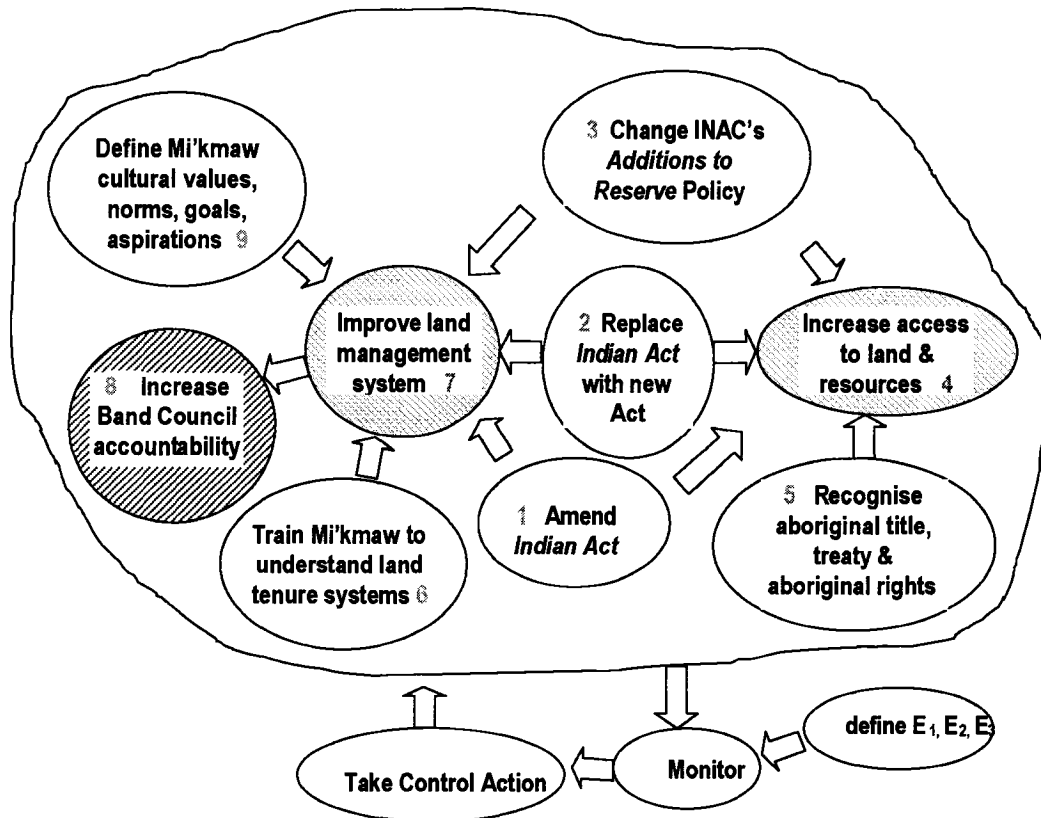 Define Mi'kmaw
cultural values,
norms, goals,
aspirations 9
3 Change INAC's
Additions to
Reserve Policy
Improve land
management
system 7
2 Replace
Indian Act
with new
Act
Increase access
to land &
resources 4
8 Increase
Band Council
accountability
1 Amend
Indian Act
5 Recognise
aboriginal title,
treaty &
aboriginal rights
Train Mi'kmaw to
understand land
tenure systems 6
Take Control Action
Monitor
define E1, E2, E3